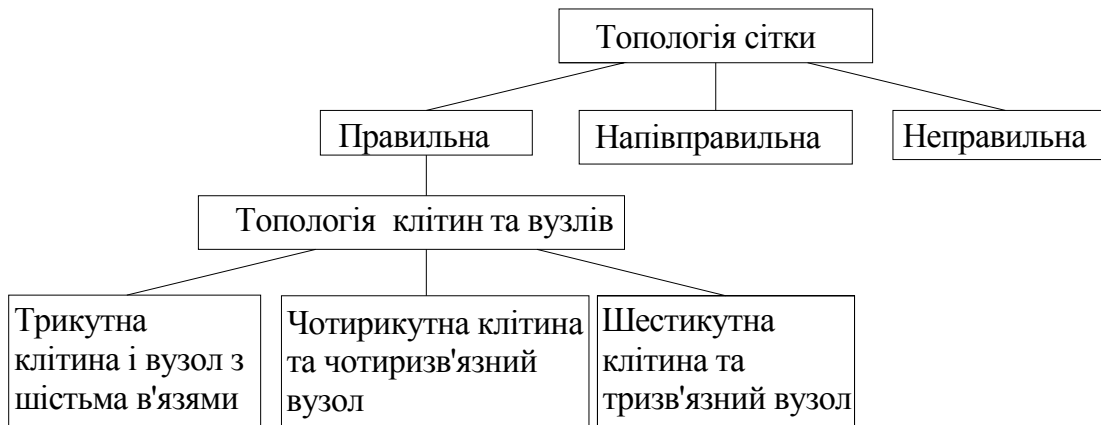 Топологія сітки
Правильна
Напівправильна
Неправильна
Топологія клітин та вузлів
Трикутна
клітина і вузол з
шістьма в'язями
Чотирикутна клітина
та чотиризв'язний
вузол
Шестикутна
клітина та
тризв'язний вузол